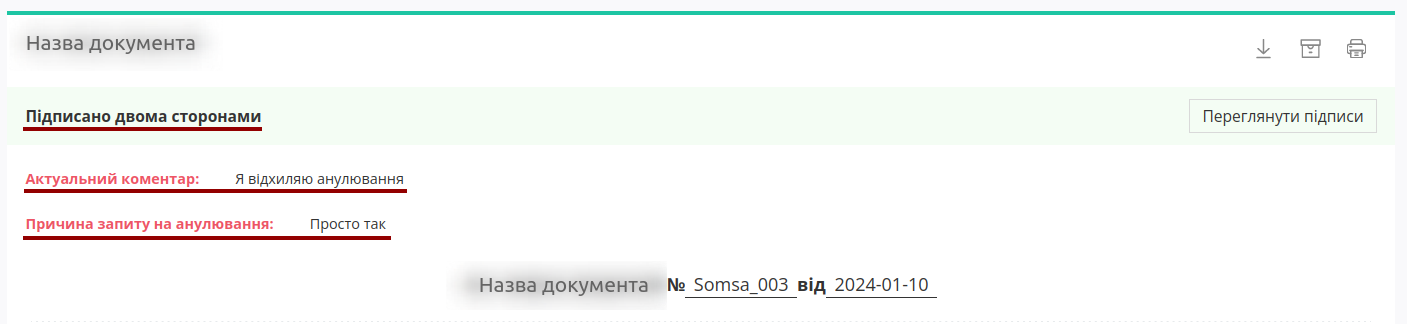 Назва документа
Підписано двома сторонами
Переглянути підписи
Актуальний коментар: Я відхиляю анулювання
Причина запиту на анулювання: Просто так
Назва документа № Somsa_003 від 2024-01-10